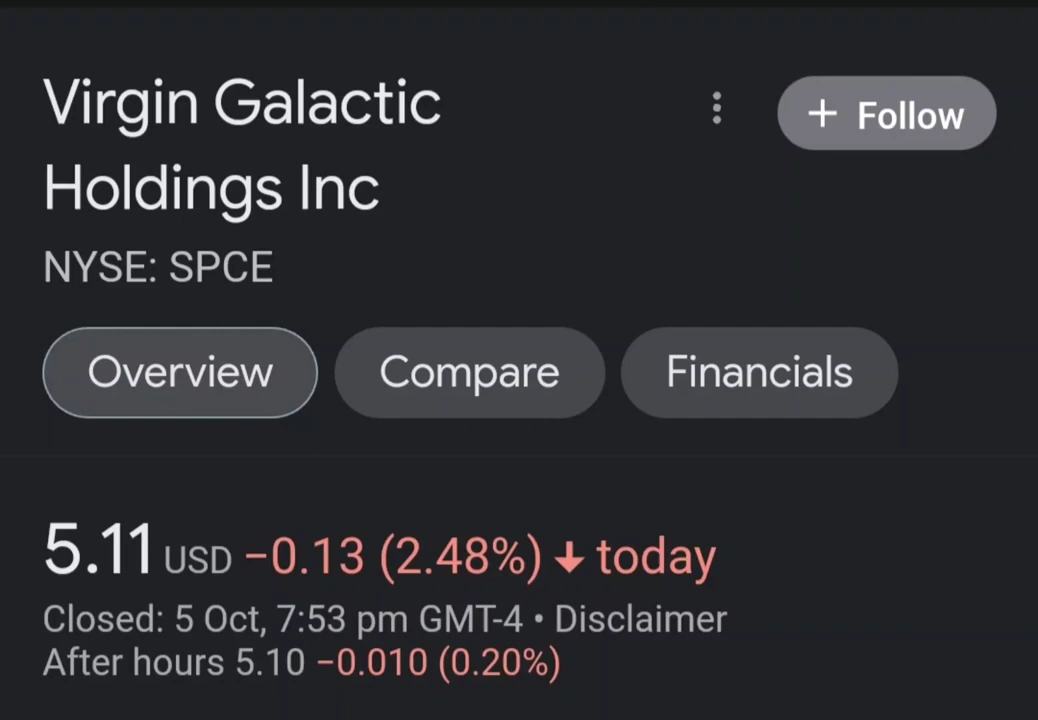 Virgin Galactic
Holdings Inc
+ Follow
NYSE: SPCE
Overview Compare Financials
5.11 USD −0.13 (2.48%) ↓ today
Closed: 5 Oct, 7:53 pm GMT-4 • Disclaimer
After hours 5.10 −0.010 (0.20%)